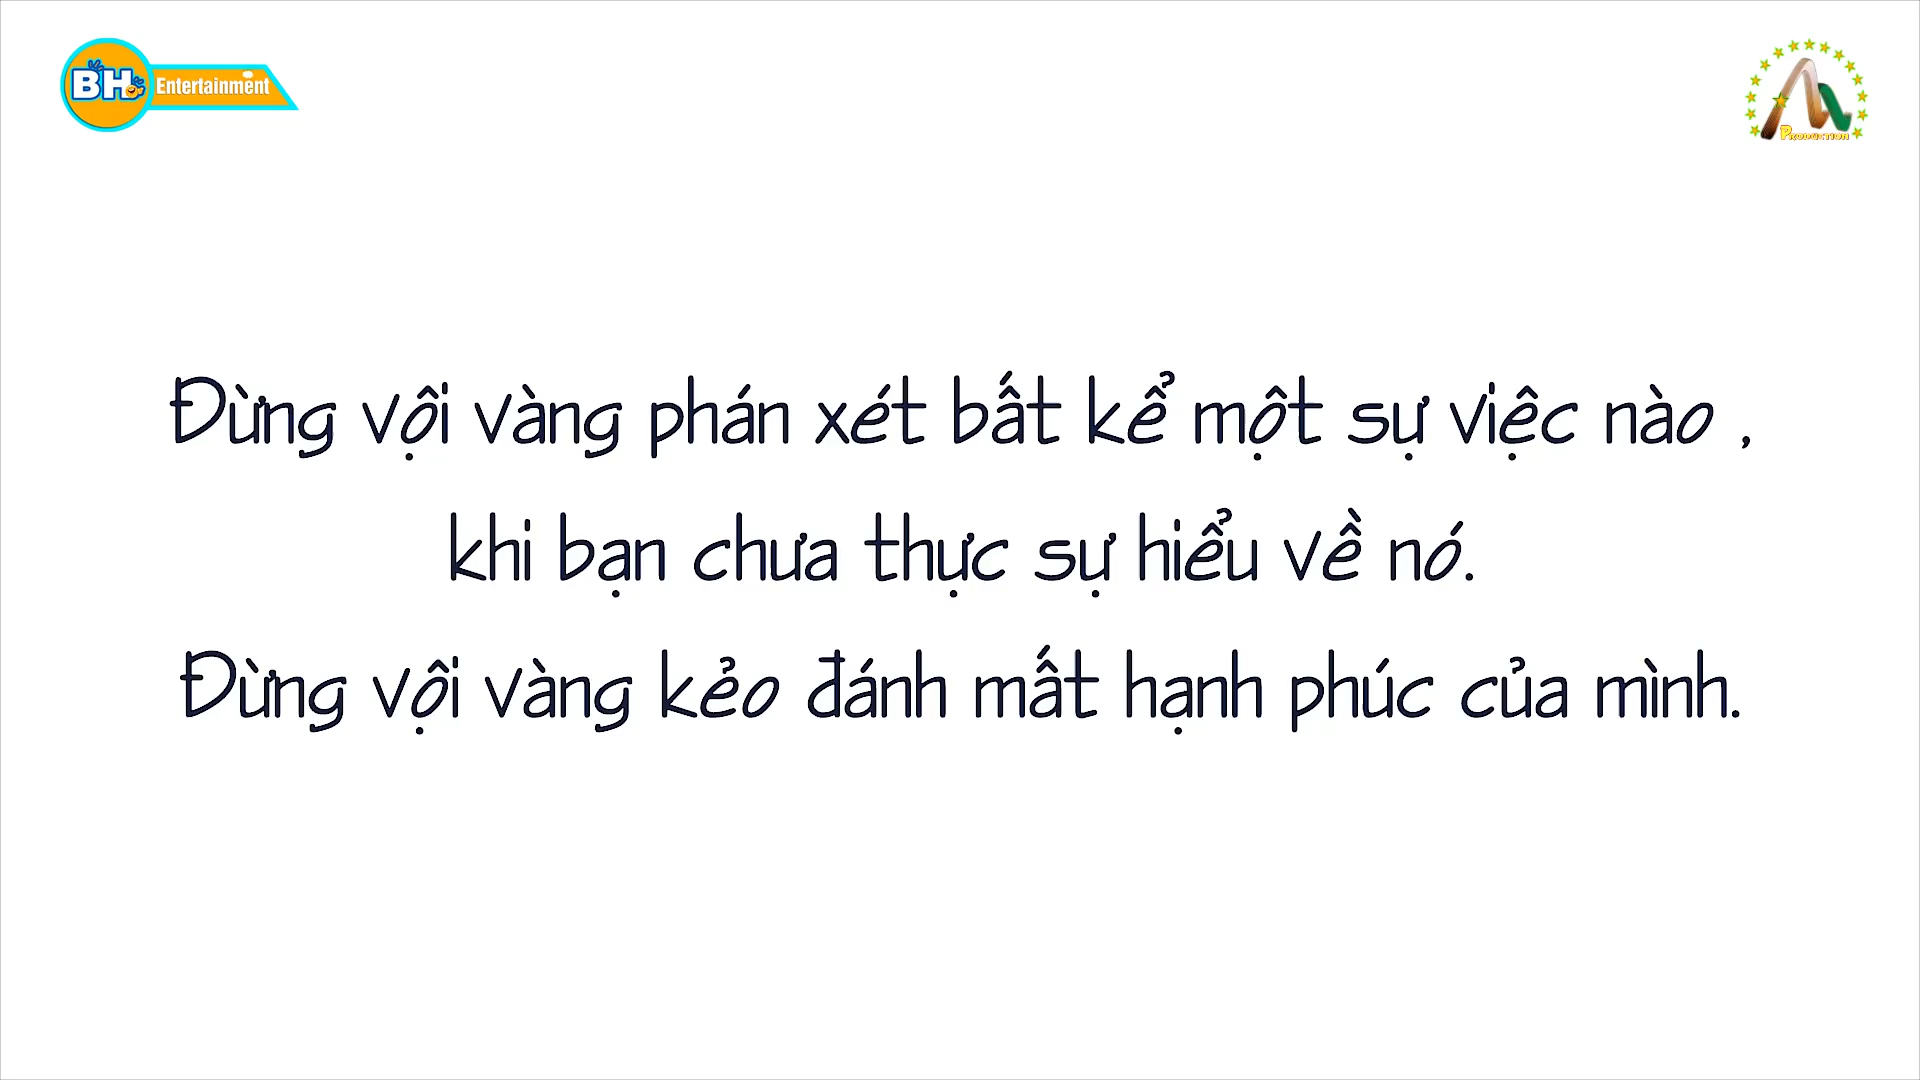 BH Entertainment
PRODUCTION
Đừng vội vàng phán xét bất kể một sự việc nào ,
khi bạn chưa thực sự hiểu về nó.
Đừng vội vàng kẻo đánh mất hạnh phúc của mình.